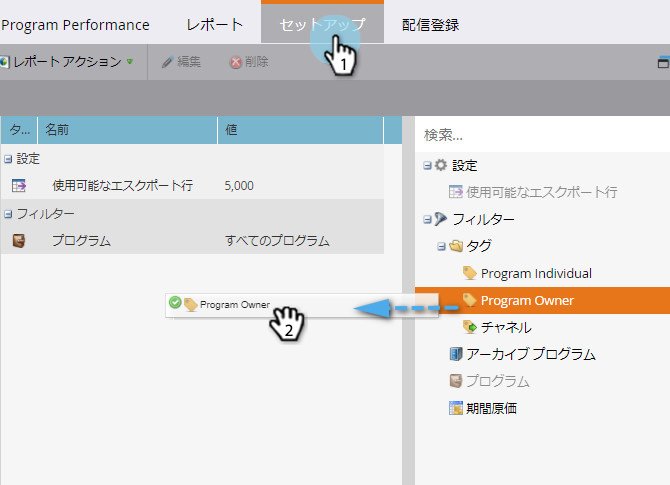 Program Performance レポート セットアップ 配信登録
1
レポート アクション 編集 削除
タ... 名前 値
検索...
設定
使用可能なエスクポート行 5,000
フィルター
プログラム すべてのプログラム
Program Owner
2
設定
使用可能なエスクポート行
フィルター
タグ
Program Individual
Program Owner
チャネル
アーカイブ プログラム
プログラム
期間原価